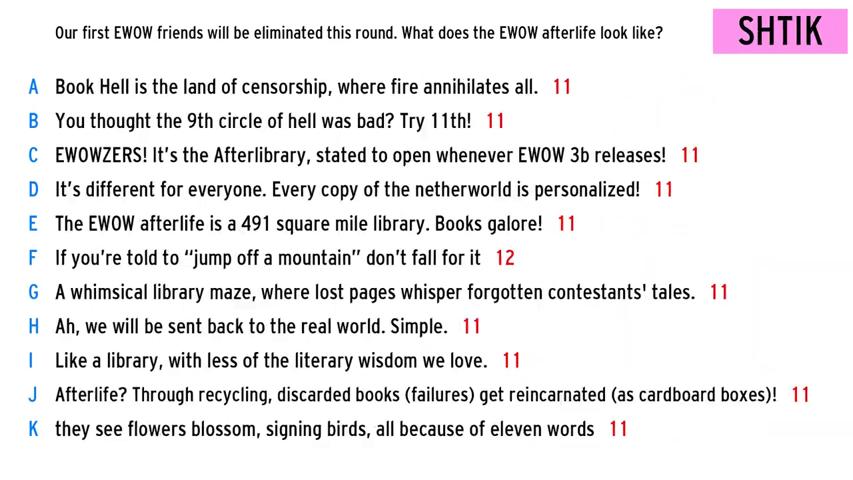 Our first EWOW friends will be eliminated this round. What does the EWOW afterlife look like?
SHTIK
A Book Hell is the land of censorship, where fire annihilates all. 11
B You thought the 9th circle of hell was bad? Try 11th! 11
C EWOWZERS! It's the Afterlibrary, stated to open whenever EWOW 3b releases! 11
D It's different for everyone. Every copy of the netherworld is personalized! 11
E The EWOW afterlife is a 491 square mile library. Books galore! 11
F If you're told to “jump off a mountain” don't fall for it 12
G A whimsical library maze, where lost pages whisper forgotten contestants' tales. 11
H Ah, we will be sent back to the real world. Simple. 11
I Like a library, with less of the literary wisdom we love. 11
J Afterlife? Through recycling, discarded books (failures) get reincarnated (as cardboard boxes)! 11
K they see flowers blossom, signing birds, all because of eleven words 11